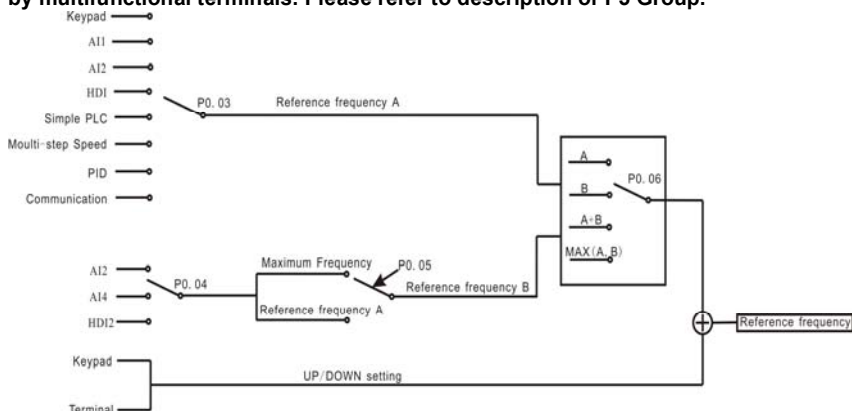 by multifunctional terminals. Please refer to description of P5 Group.
Keypad
AI1
AI2
HDI
Simple PLC
Moulti-step Speed
PID
Communication
P0.03
Reference frequency A
A
B
A+B
MAX(A, B)
P0.06
AI2
AI4
HDI2
P0.04
Maximum Frequency
Reference frequency A
P0.05
Reference frequency B
Reference frequency
Keypad
Terminal
UP/DOWN setting